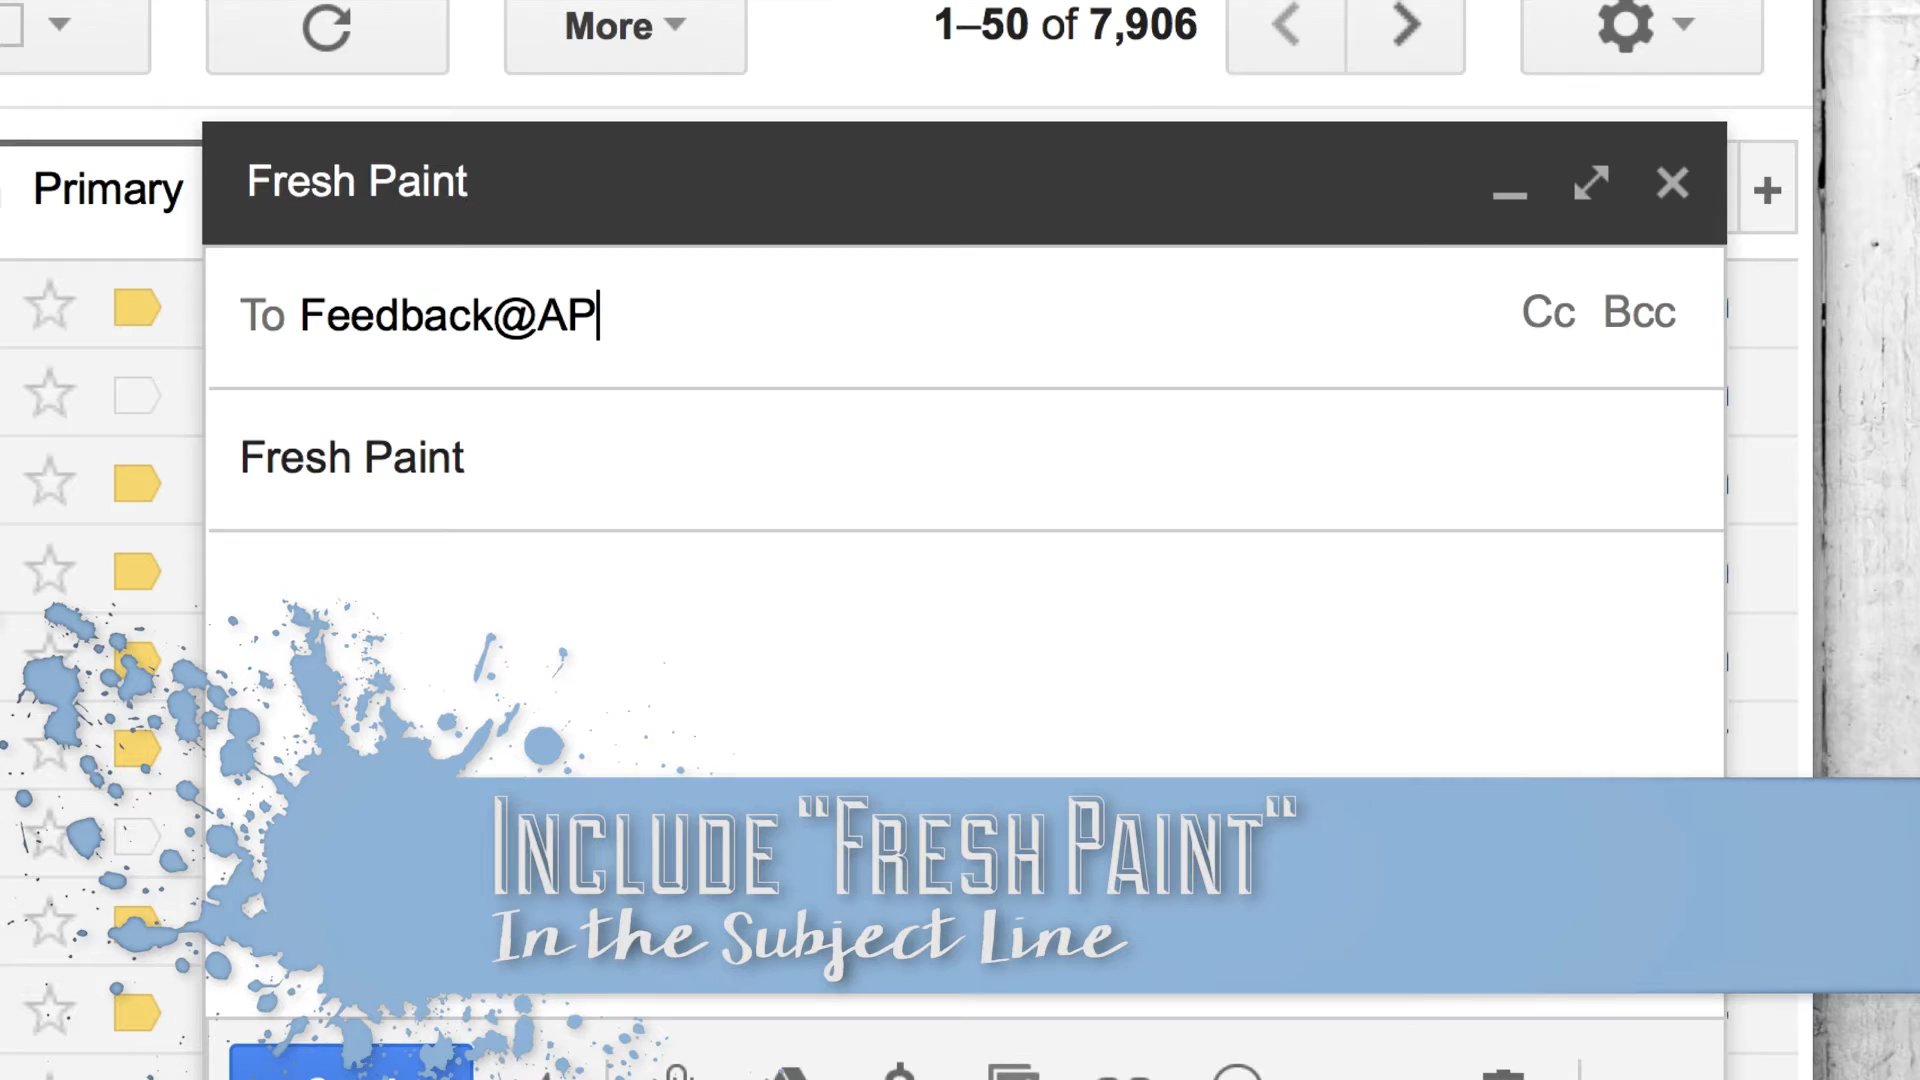 More
1–50 of 7,906
Primary
Fresh Paint
To Feedback@AP
Cc Bcc
Fresh Paint
Include "Fresh Paint"
In the Subject Line